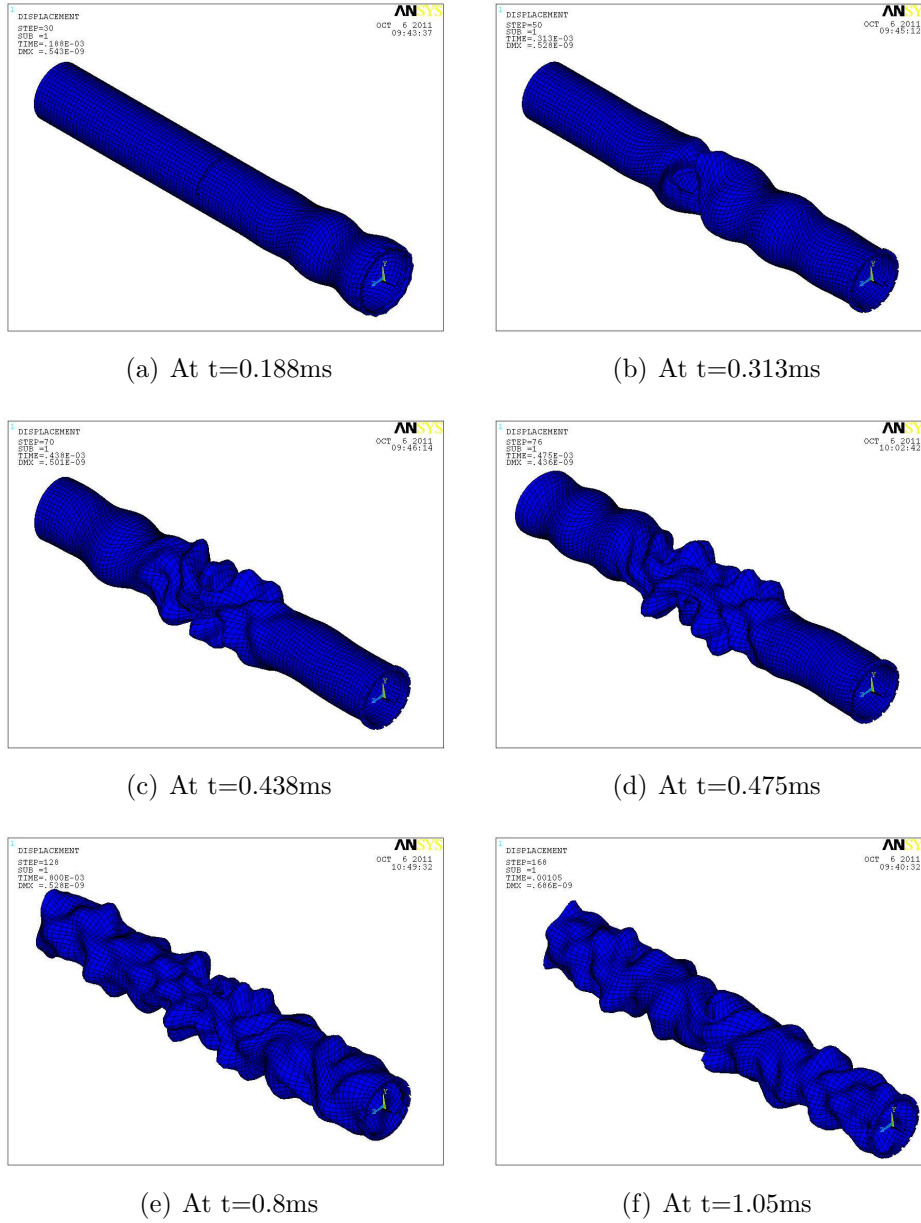 1
DISPLACEMENT
STEP=30
SUB =1
TIME=.188E-03
DMX =.543E-09
ANSYS
OCT 6 2011
09:43:37
Y
Z
(a) At t=0.188ms
1
DISPLACEMENT
STEP=50
SUB =1
TIME=.313E-03
DMX =.528E-09
ANSYS
OCT 6 2011
09:45:12
Y
Z
(b) At t=0.313ms
1
DISPLACEMENT
STEP=70
SUB =1
TIME=.438E-03
DMX =.501E-09
ANSYS
OCT 6 2011
09:46:14
Y
Z
(c) At t=0.438ms
1
DISPLACEMENT
STEP=76
SUB =1
TIME=.475E-03
DMX =.436E-09
ANSYS
OCT 6 2011
10:02:42
Y
Z
(d) At t=0.475ms
1
DISPLACEMENT
STEP=128
SUB =1
TIME=.800E-03
DMX =.528E-09
ANSYS
OCT 6 2011
10:49:32
Y
Z
(e) At t=0.8ms
1
DISPLACEMENT
STEP=168
SUB =1
TIME=.00105
DMX =.686E-09
ANSYS
OCT 6 2011
09:40:32
Y
Z
(f) At t=1.05ms